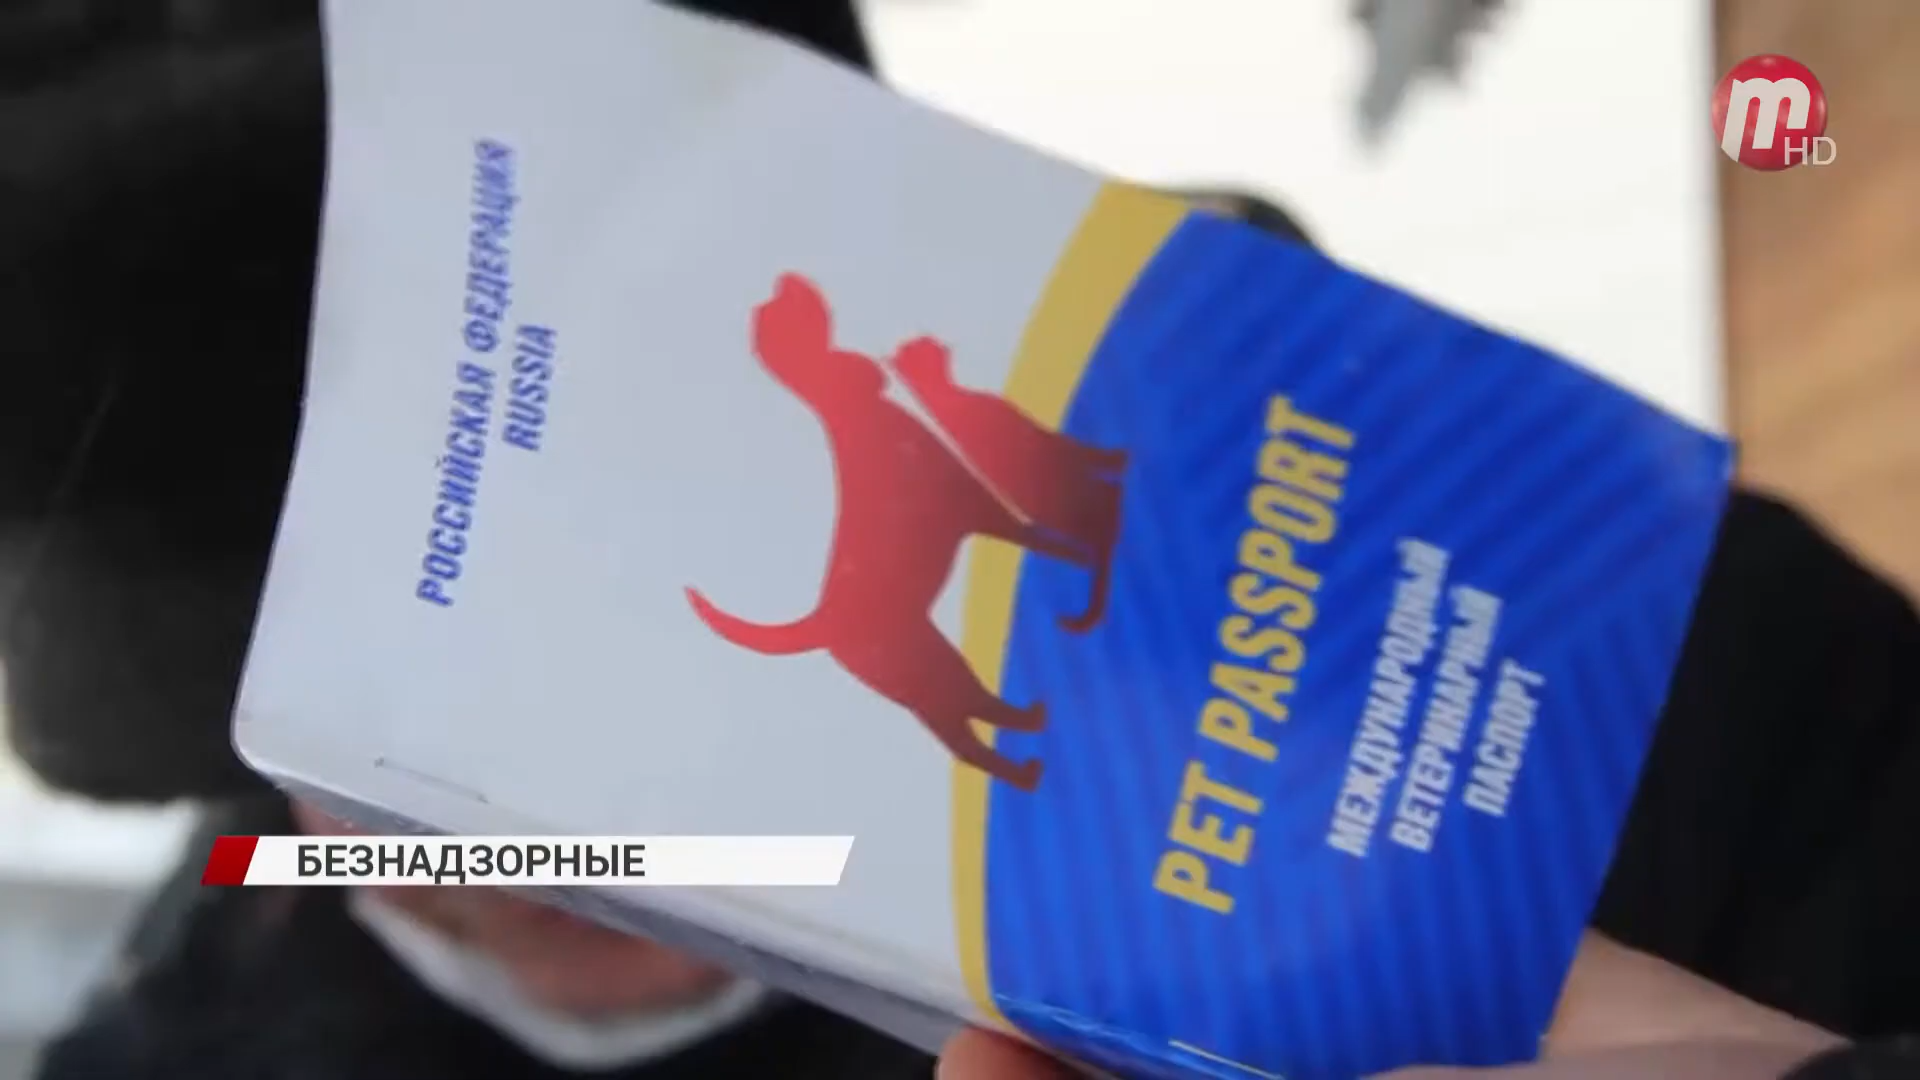 РОССИЙСКАЯ ФЕДЕРАЦИЯ
RUSSIA
PET PASSPORT
МЕЖДУНАРОДНЫЙ
ВЕТЕРИНАРНЫЙ
ПАСПОРТ
m HD
БЕЗНАДЗОРНЫЕ